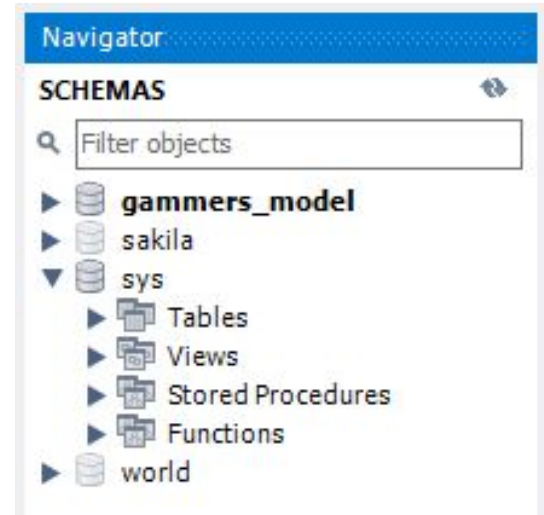 Navigator
SCHEMAS
Filter objects
gammers_model
sakila
sys
Tables
Views
Stored Procedures
Functions
world